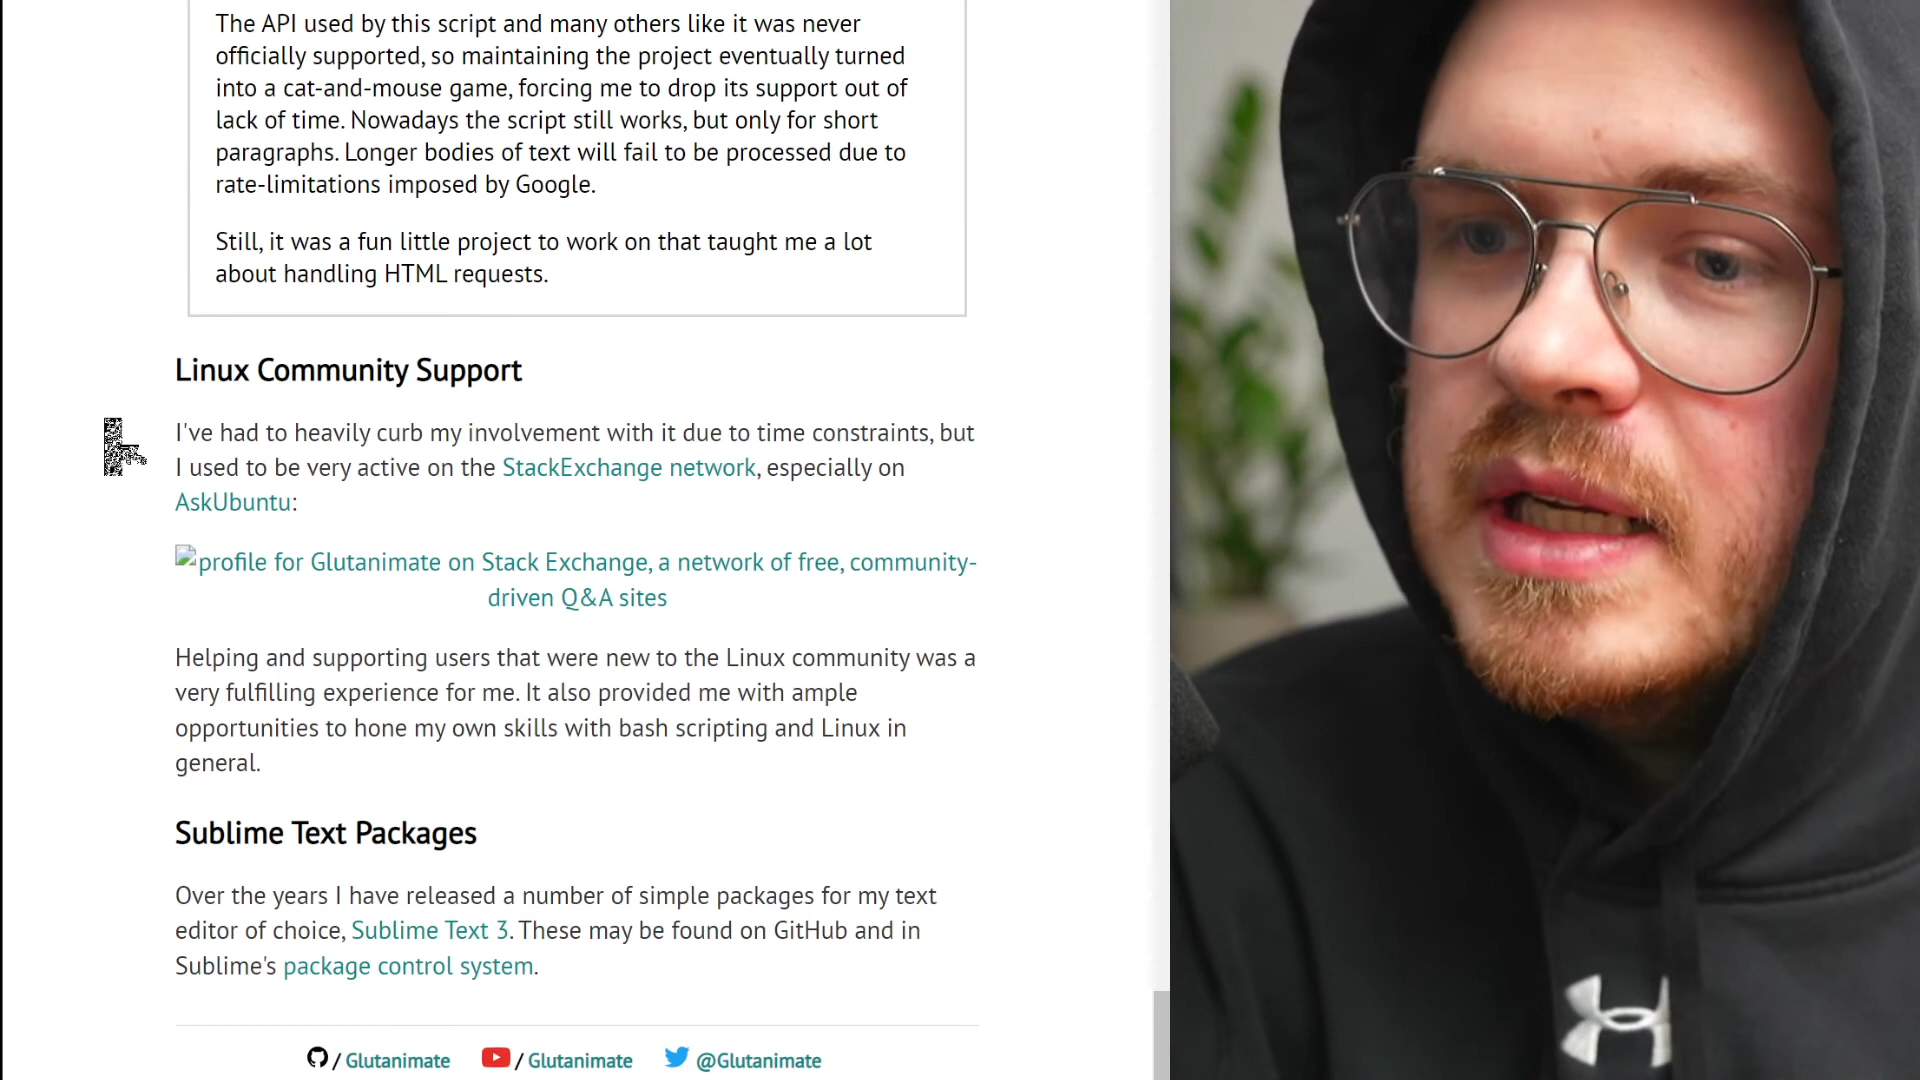 The API used by this script and many others like it was never
officially supported, so maintaining the project eventually turned
into a cat-and-mouse game, forcing me to drop its support out of
lack of time. Nowadays the script still works, but only for short
paragraphs. Longer bodies of text will fail to be processed due to
rate-limitations imposed by Google.
Still, it was a fun little project to work on that taught me a lot
about handling HTML requests.
Linux Community Support
I've had to heavily curb my involvement with it due to time constraints, but
I used to be very active on the StackExchange network, especially on
AskUbuntu:
profile for Glutanimate on Stack Exchange, a network of free, community-
driven Q&A sites
Helping and supporting users that were new to the Linux community was a
very fulfilling experience for me. It also provided me with ample
opportunities to hone my own skills with bash scripting and Linux in
general.
Sublime Text Packages
Over the years I have released a number of simple packages for my text
editor of choice, Sublime Text 3. These may be found on GitHub and in
Sublime's package control system.
/ Glutanimate / Glutanimate @Glutanimate